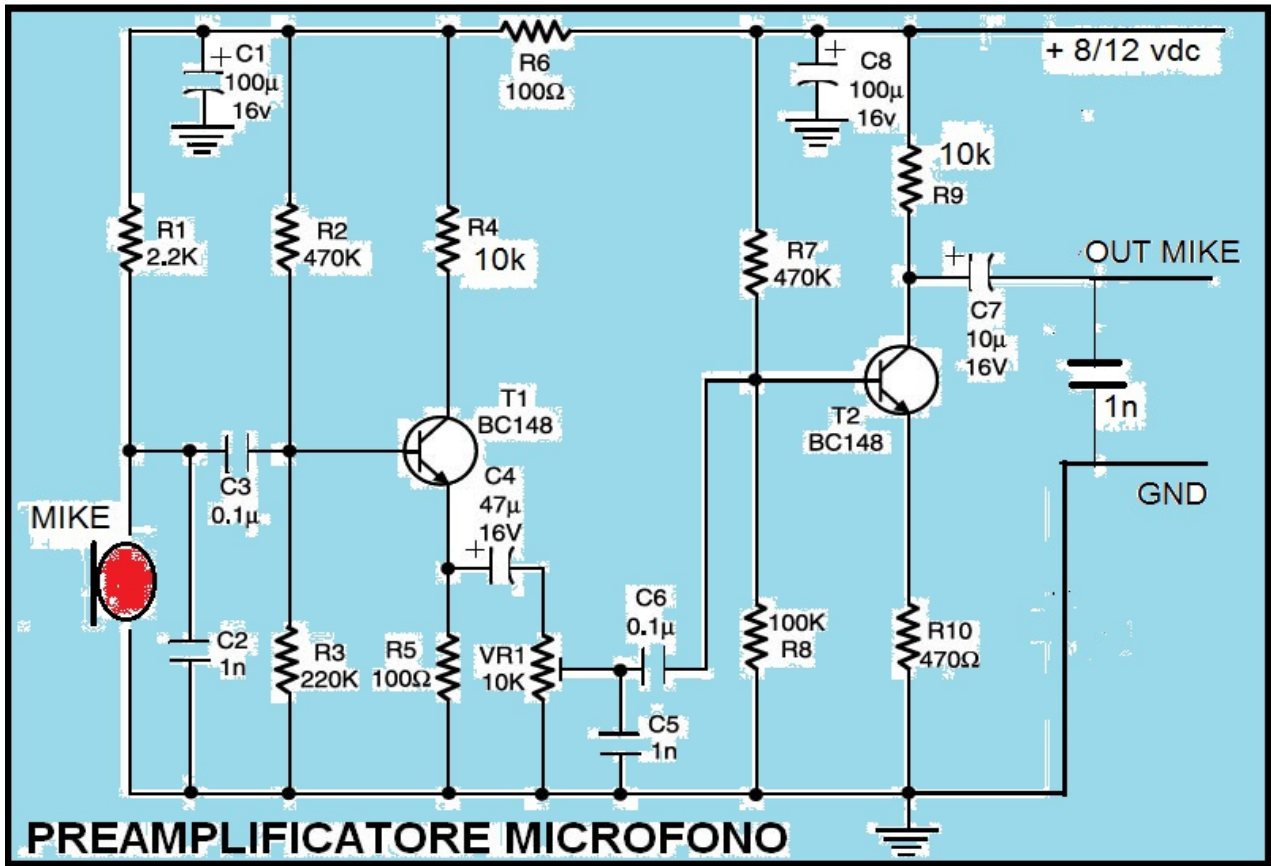 C1
100µ
16v
R6
100Ω
C8
100µ
16v
+ 8/12 vdc
10k
R9
R1
2.2K
R2
470K
R4
10k
R7
470K
OUT MIKE
C7
10µ
16V
1n
GND
T1
BC148
T2
BC148
C3
0.1µ
C4
47µ
16V
MIKE
C2
1n
R3
220K
R5
100Ω
VR1
10K
C6
0.1µ
C5
1n
100K
R8
R10
470Ω
PREAMPLIFICATORE MICROFONO